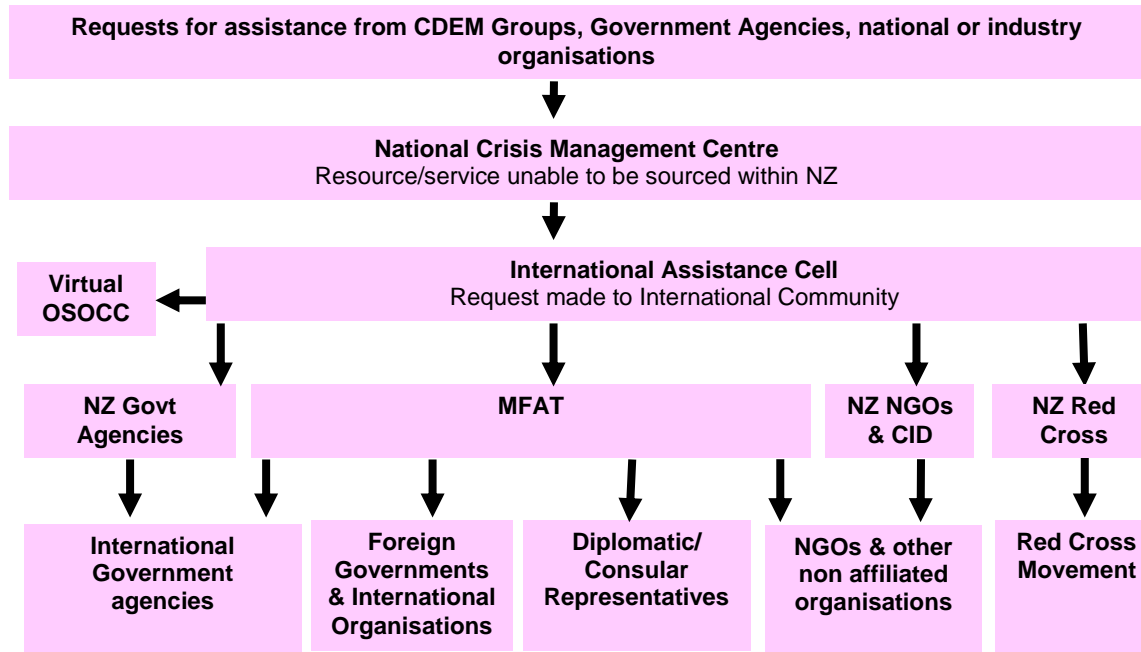 Requests for assistance from CDEM Groups, Government Agencies, national or industry
organisations
National Crisis Management Centre
Resource/service unable to be sourced within NZ
Virtual
OSOCC
International Assistance Cell
Request made to International Community
NZ Govt
Agencies
MFAT
NZ NGOs
& CID
NZ Red
Cross
International
Government
agencies
Foreign
Governments
& International
Organisations
Diplomatic/
Consular
Representatives
NGOs & other
non affiliated
organisations
Red Cross
Movement